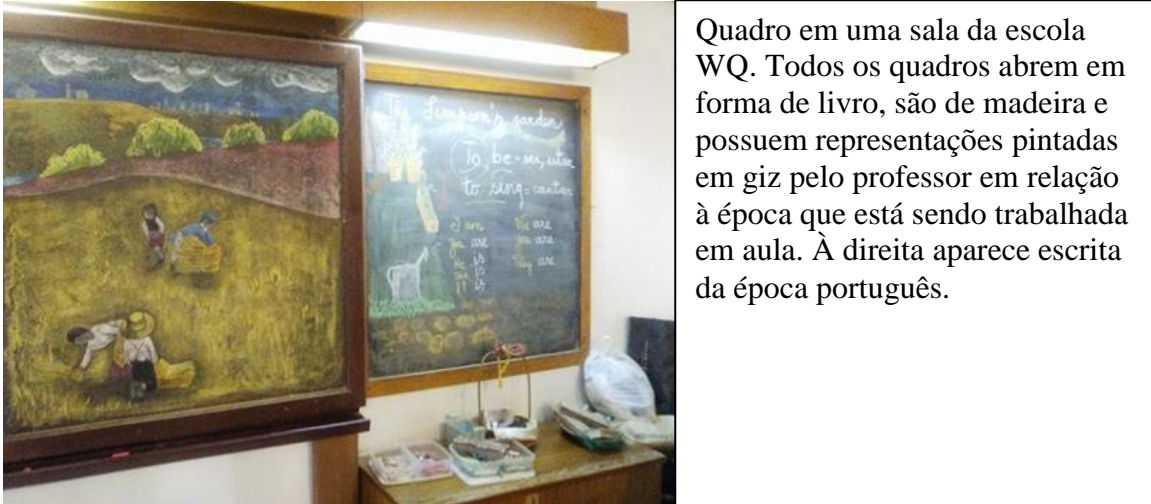 The Simpson's garden
To be = ser, estar
to sing = cantar
I am We are
you are you are
he is They are
she is
it is
Quadro em uma sala da escola
WQ. Todos os quadros abrem em
forma de livro, são de madeira e
possuem representações pintadas
em giz pelo professor em relação
à época que está sendo trabalhada
em aula. À direita aparece escrita
da época português.